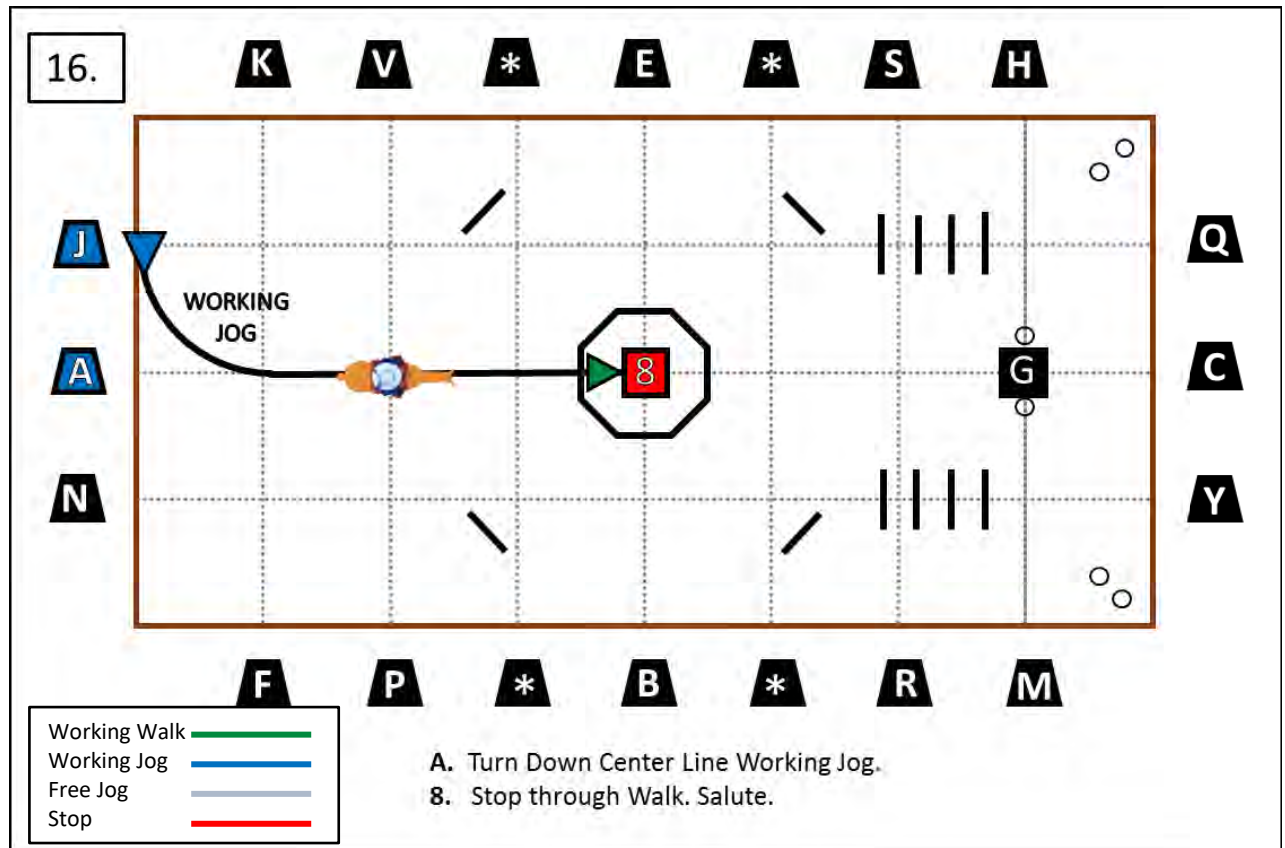 16.
K V * E * S H
J Q
WORKING
JOG
A 8 G C
N Y
F P * B * R M
Working Walk
Working Jog
Free Jog
Stop
A. Turn Down Center Line Working Jog.
8. Stop through Walk. Salute.